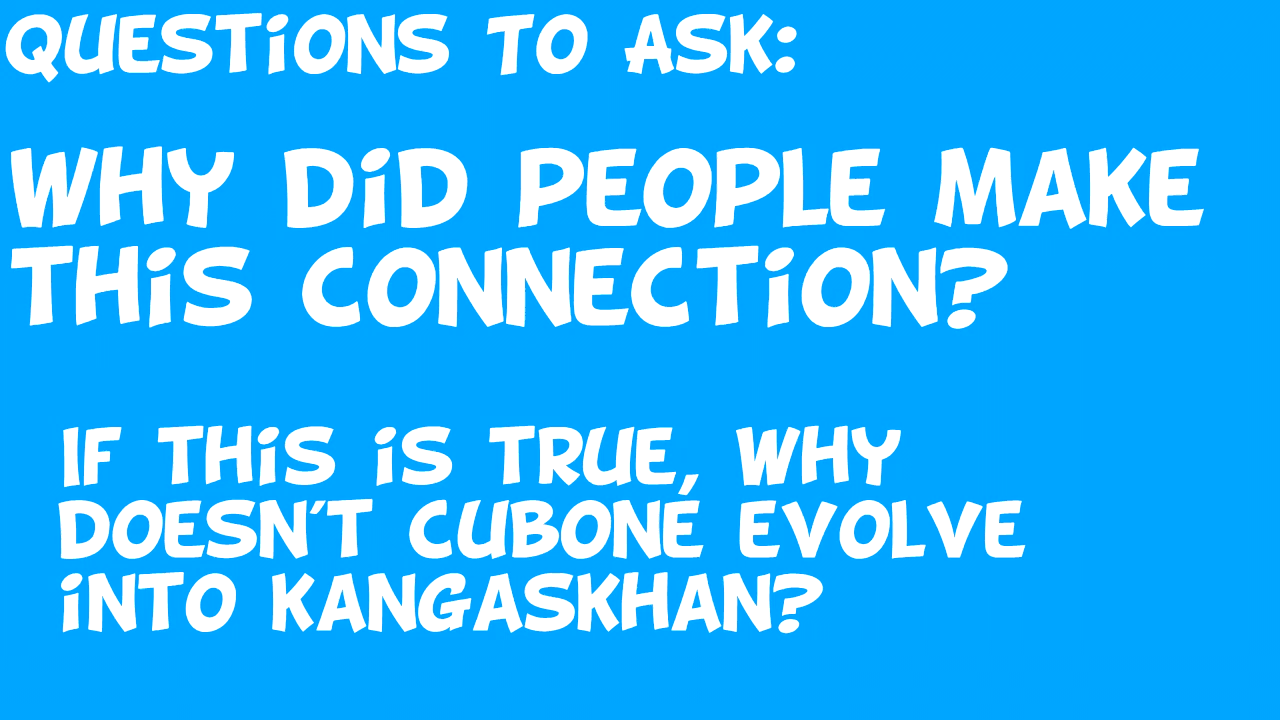 QUESTIONS TO ASK:
WHY DID PEOPLE MAKE
THIS CONNECTION?
IF THIS IS TRUE, WHY
DOESN'T CUBONE EVOLVE
INTO KANGASKHAN?